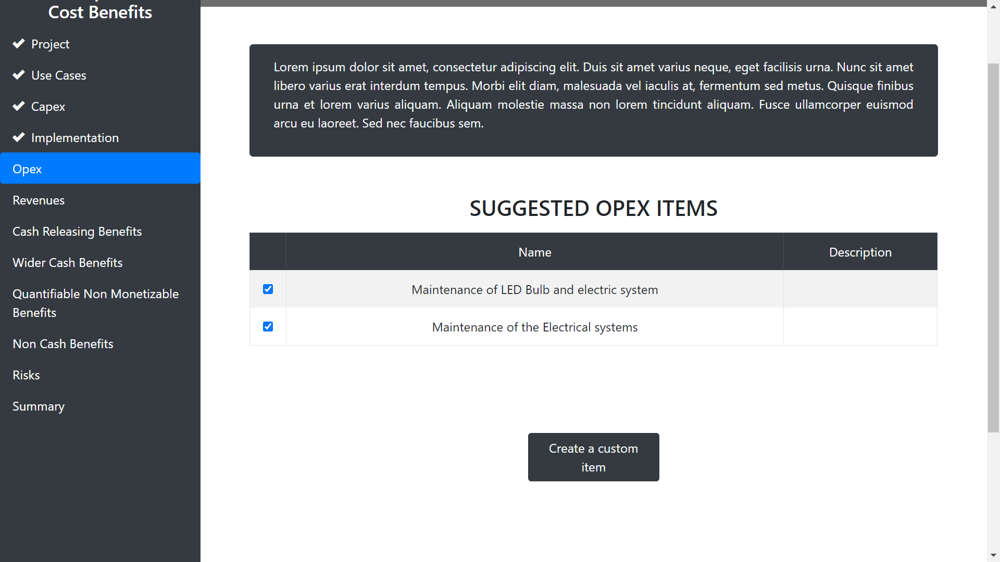 Cost Benefits
Project
Use Cases
Capex
Implementation
Opex
Revenues
Cash Releasing Benefits
Wider Cash Benefits
Quantifiable Non Monetizable
Benefits
Non Cash Benefits
Risks
Summary
Lorem ipsum dolor sit amet, consectetur adipiscing elit. Duis sit amet varius neque, eget facilisis urna. Nunc sit amet
libero varius erat interdum tempus. Morbi elit diam, malesuada vel iaculis at, fermentum sed metus. Quisque finibus
urna et lorem varius aliquam. Aliquam molestie massa non lorem tincidunt aliquam. Fusce ullamcorper euismod
arcu eu laoreet. Sed nec faucibus sem.
SUGGESTED OPEX ITEMS
Name Description
Maintenance of LED Bulb and electric system
Maintenance of the Electrical systems
Create a custom
item